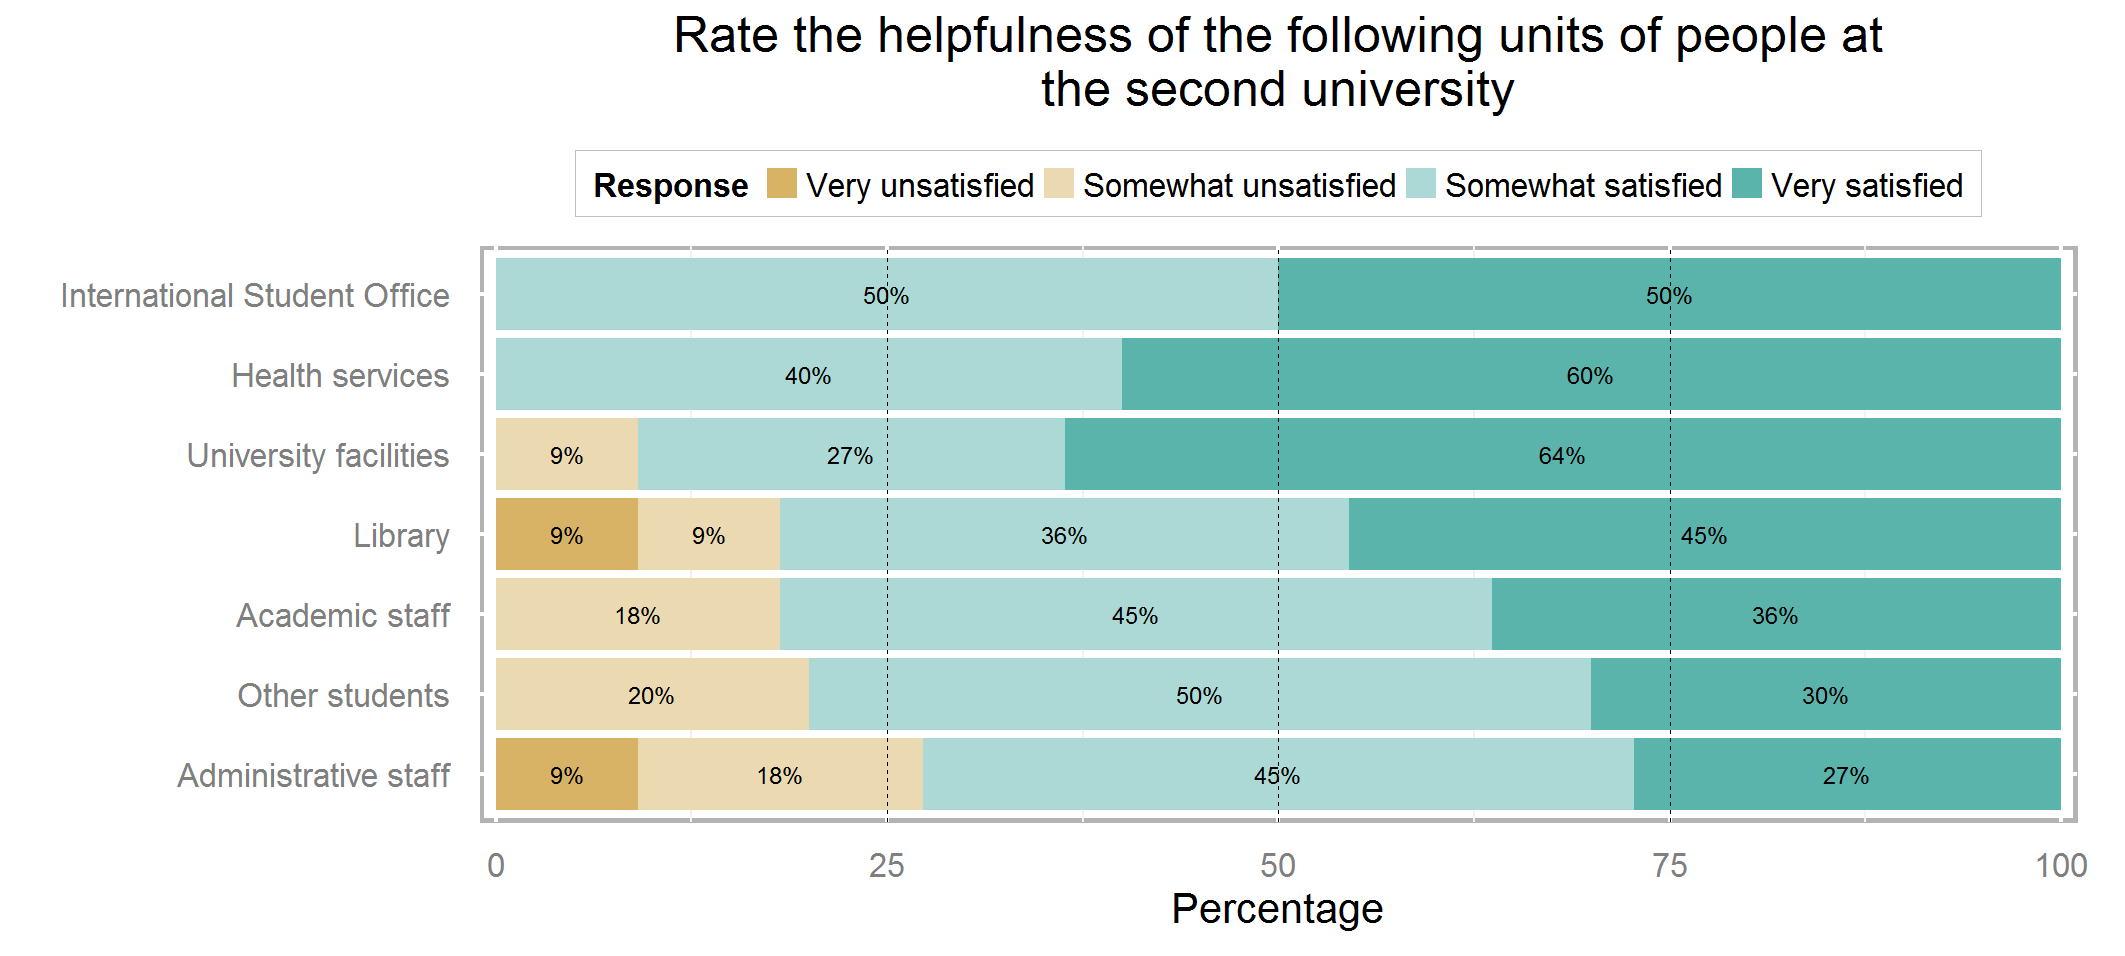 Rate the helpfulness of the following units of people at
the second university
Response Very unsatisfied Somewhat unsatisfied Somewhat satisfied Very satisfied
International Student Office 50% 50%
Health services 40% 60%
University facilities 9% 27% 64%
Library 9% 9% 36% 45%
Academic staff 18% 45% 36%
Other students 20% 50% 30%
Administrative staff 9% 18% 45% 27%
0 25 50 75 100
Percentage